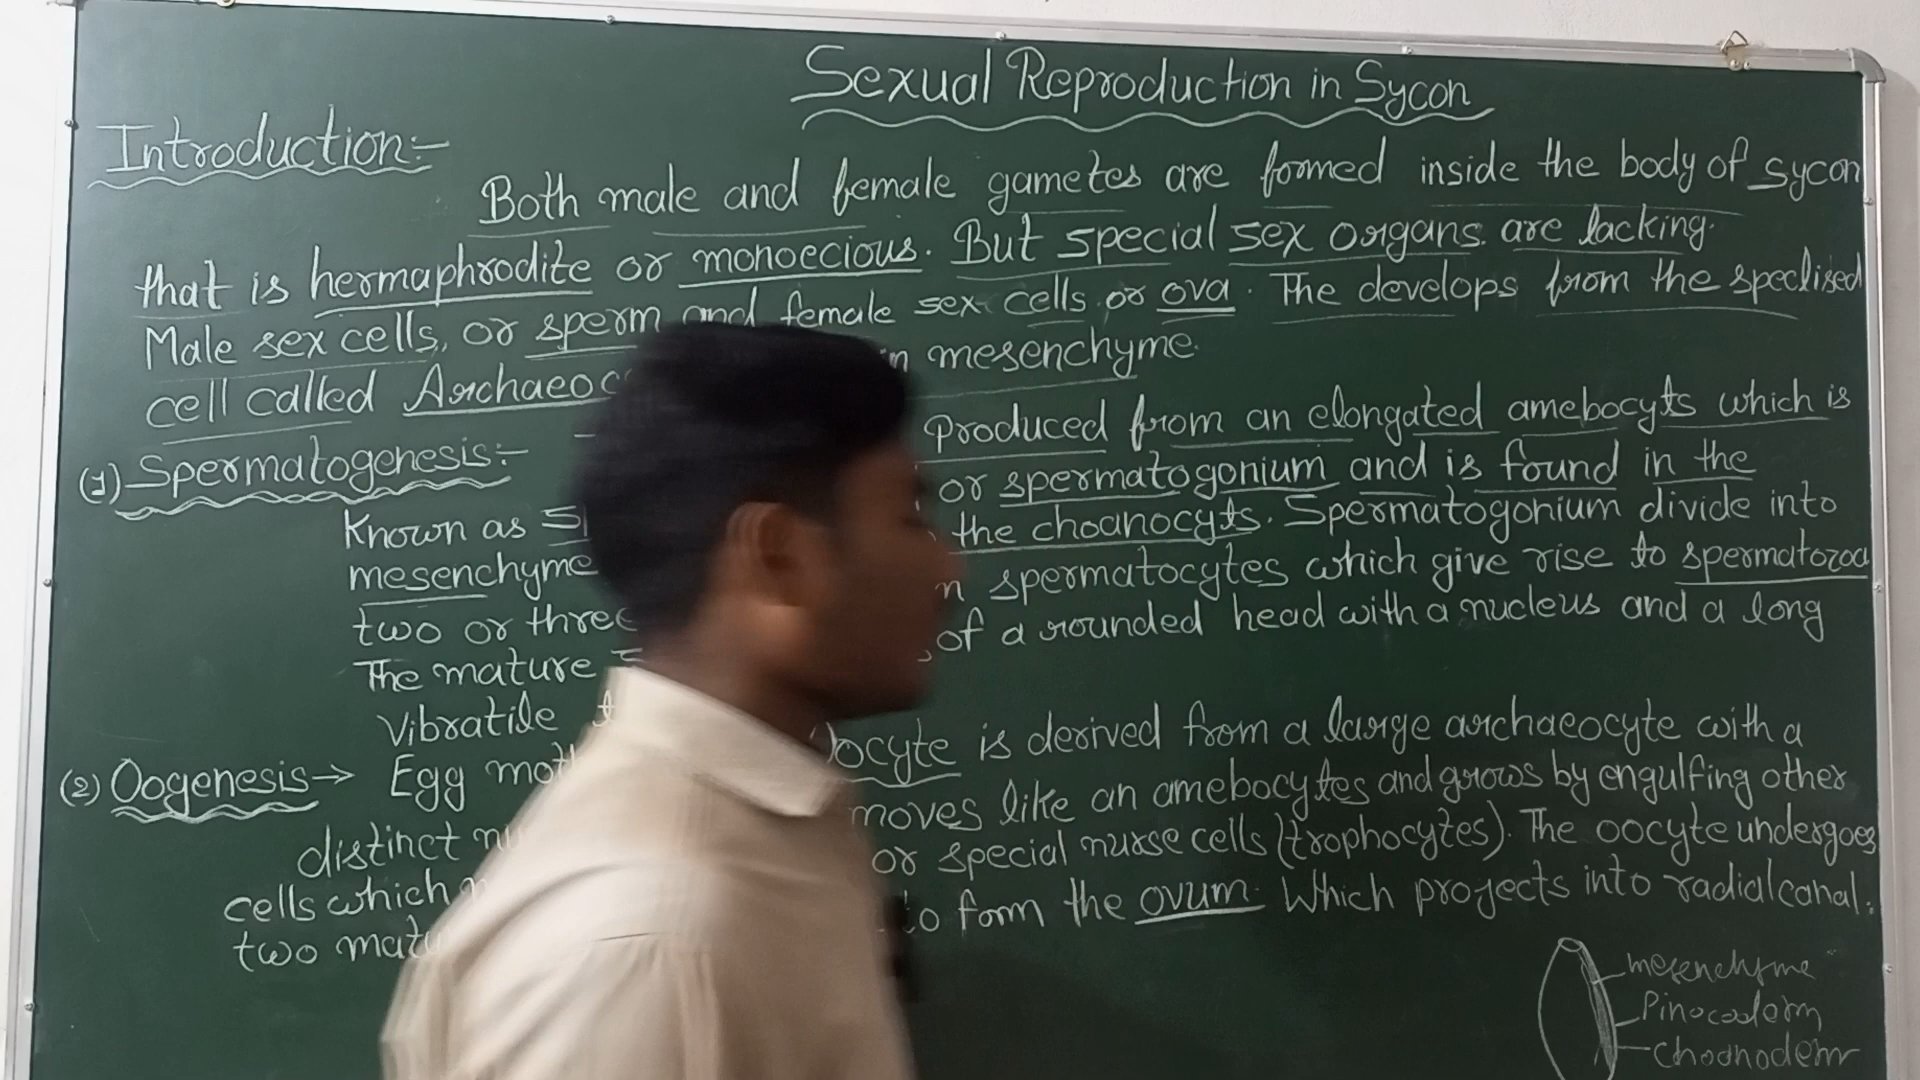 Sexual Reproduction in Sycon
Introduction:-
Both male and female gametes are formed inside the body of sycon
that is hermaphrodite or monoecious. But special sex organs are lacking.
Male sex cells, or sperm and female sex cells or ova. The develops from the speclised
cell called Archaeoc in mesenchyme.
(1) Spermatogenesis:- produced from an elongated amebocyts which is
Known as or spermatogonium and is found in the
mesenchyme the choanocyts. Spermatogonium divide into
two or three spermatocytes which give rise to spermatozoa
The mature of a rounded head with a nucleus and a long
Vibratile
(2) Oogenesis → Egg Oocyte is derived from a large archaeocyte with a
distinct moves like an amebocytes and grows by engulfing other
cells which or special nurse cells (trophocytes). The oocyte undergoes
two to form the ovum. Which projects into radial canal.
mesenchyme
Pinocoderm
Choanoderm